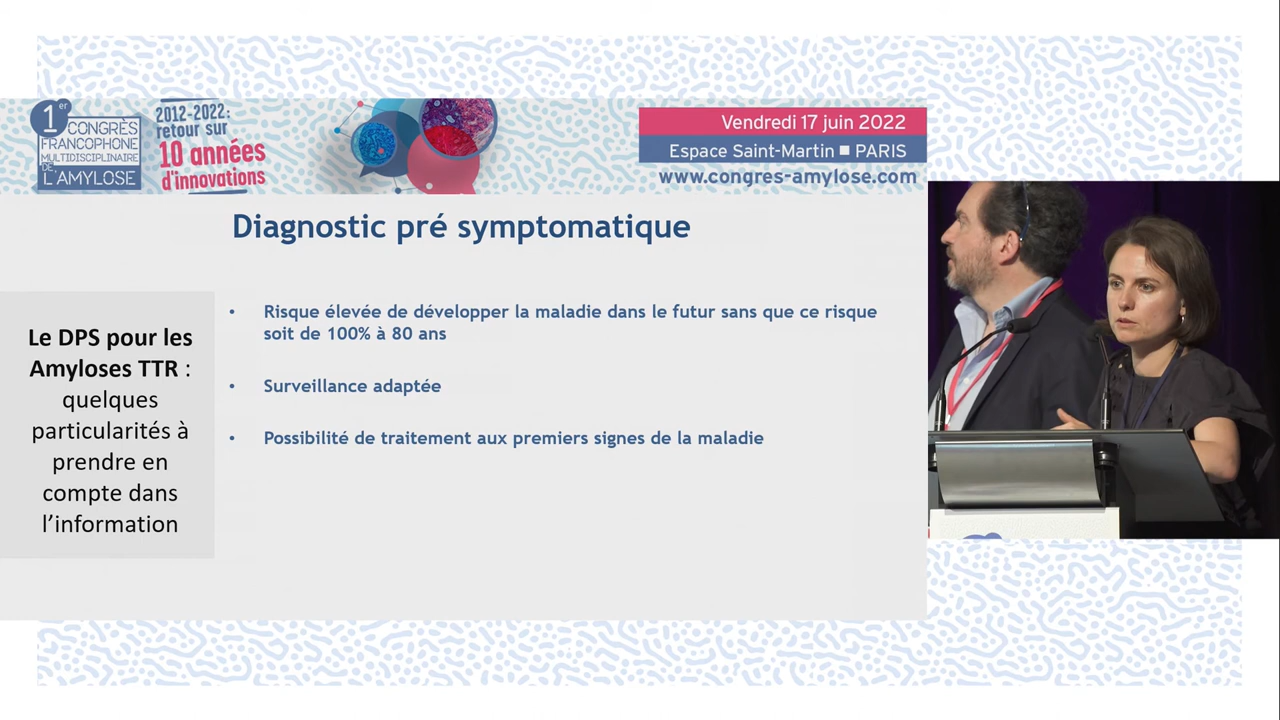 1er
CONGRÈS
FRANCOPHONE
MULTIDISCIPLINAIRE
DE
L'AMYLOSE
2012-2022:
retour sur
10 années
d'innovations
Vendredi 17 juin 2022
Espace Saint-Martin ■ PARIS
www.congres-amylose.com
Diagnostic pré symptomatique
Le DPS pour les
Amyloses TTR :
quelques
particularités à
prendre en
compte dans
l'information
• Risque élevée de développer la maladie dans le futur sans que ce risque
soit de 100% à 80 ans
• Surveillance adaptée
• Possibilité de traitement aux premiers signes de la maladie